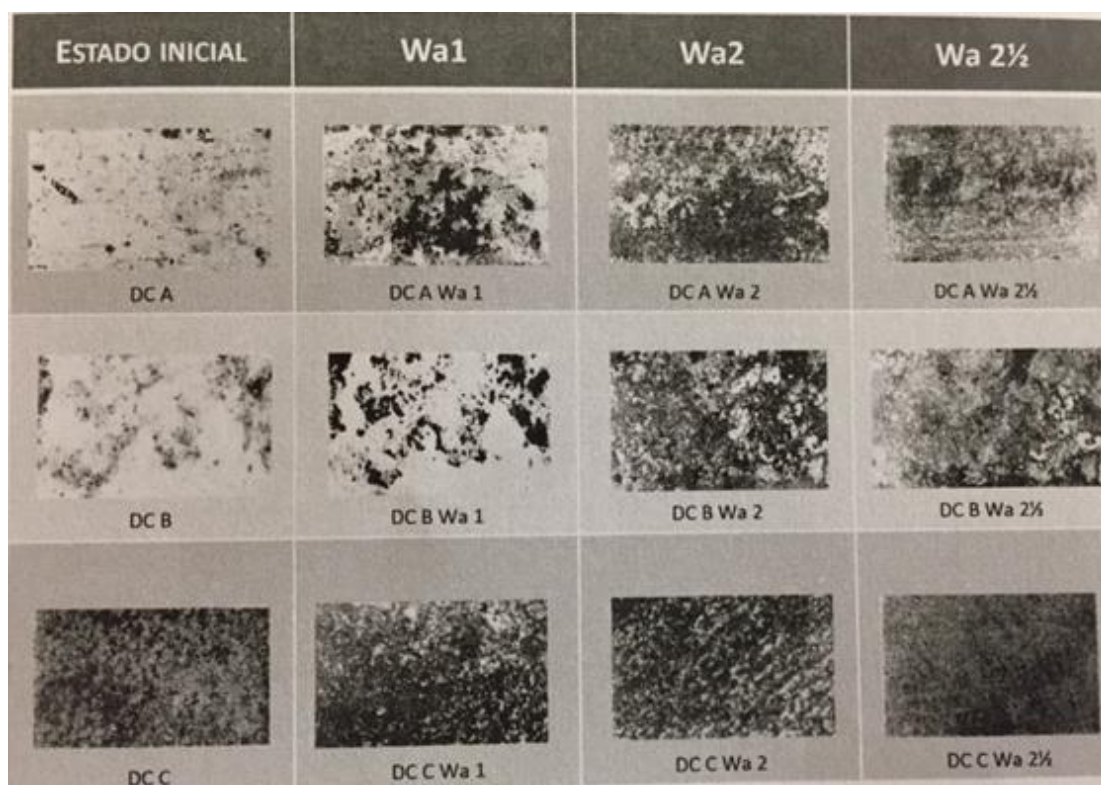 ESTADO INICIAL Wa1 Wa2 Wa 2½
DC A DC A Wa 1 DC A Wa 2 DC A Wa 2½
DC B DC B Wa 1 DC B Wa 2 DC B Wa 2½
DC C DC C Wa 1 DC C Wa 2 DC C Wa 2½